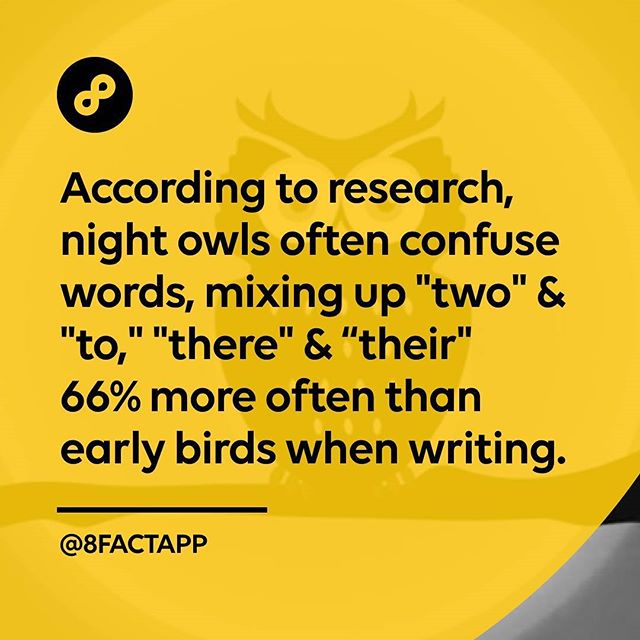 According to research,
night owls often confuse
words, mixing up "two" &
"to," "there" & “their"
66% more often than
early birds when writing.
@8FACTAPP